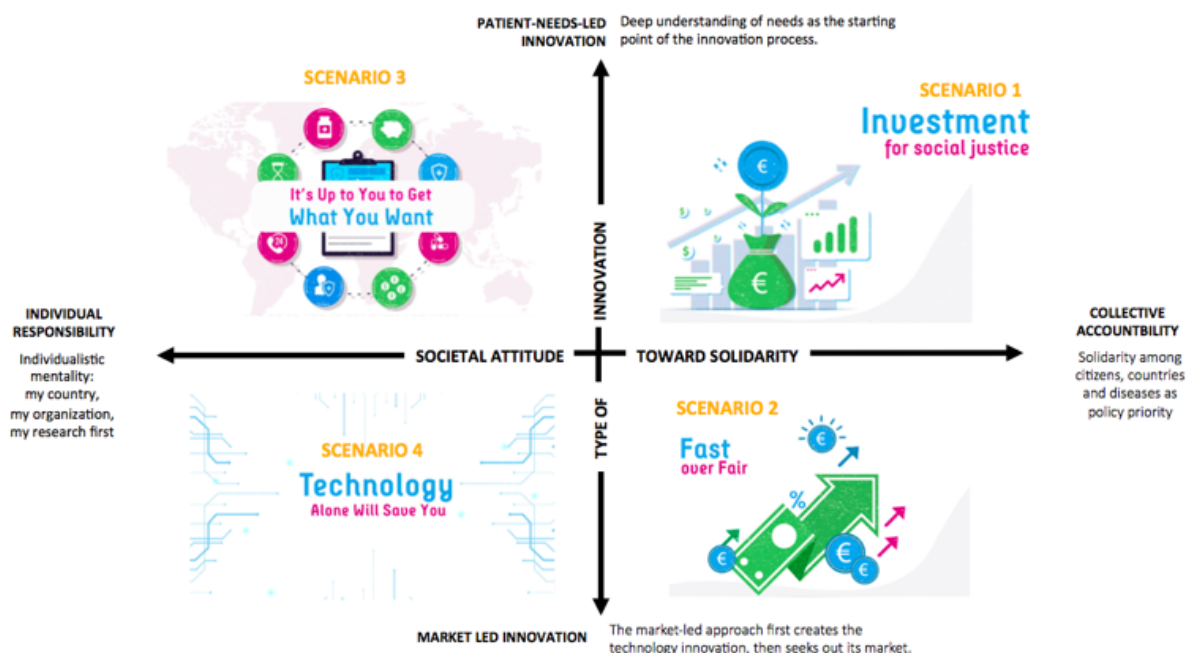 PATIENT-NEEDS-LED
INNOVATION
Deep understanding of needs as the starting
point of the innovation process.
SCENARIO 3
It's Up to You to Get
What You Want
24
SCENARIO 1
Investment
for social justice
€
$
$
€
INNOVATION
INDIVIDUAL
RESPONSIBILITY
Individualistic
mentality:
my country,
my organization,
my research first
SOCIETAL ATTITUDE
TOWARD SOLIDARITY
COLLECTIVE
ACCOUNTBILITY
Solidarity among
citizens, countries
and diseases as
policy priority
TYPE OF
SCENARIO 4
Technology
Alone Will Save You
SCENARIO 2
Fast
over Fair
€
%
€
€
€
MARKET LED INNOVATION
The market-led approach first creates the
technology innovation, then seeks out its market.